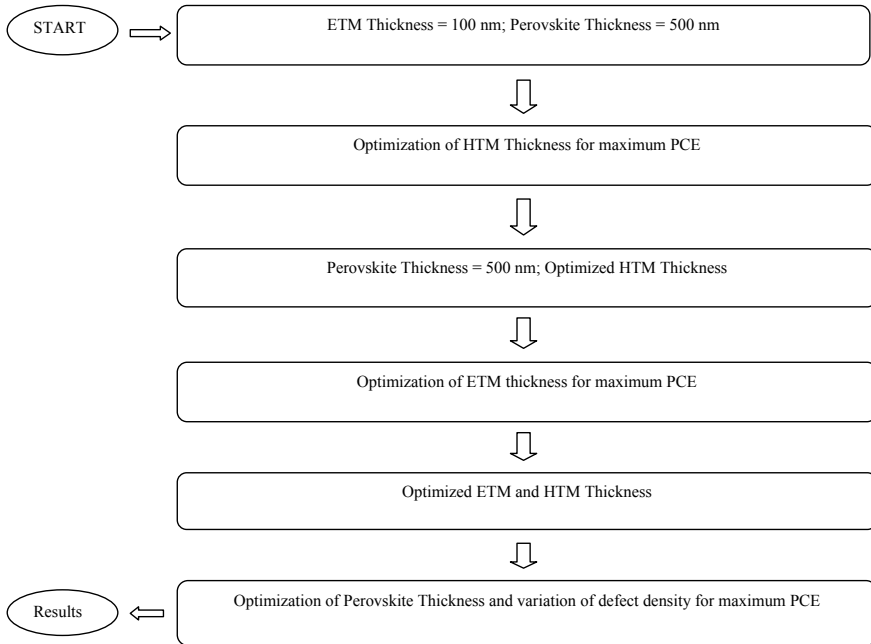 START
ETM Thickness = 100 nm; Perovskite Thickness = 500 nm
Optimization of HTM Thickness for maximum PCE
Perovskite Thickness = 500 nm; Optimized HTM Thickness
Optimization of ETM thickness for maximum PCE
Optimized ETM and HTM Thickness
Optimization of Perovskite Thickness and variation of defect density for maximum PCE
Results